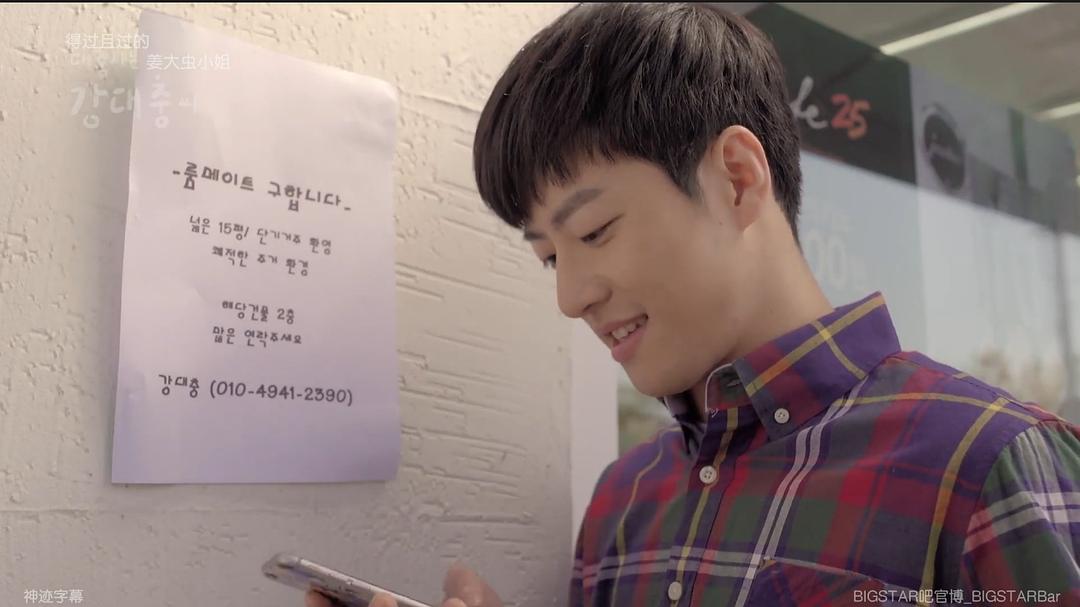 得过且过的
姜大虫小姐
강대충씨
-룸메이트 구합니다-
넓은 15평! 단기거주 환영
쾌적한 주거 환경
해당건물 2층
많은 연락주세요
강대충 (010-4941-2390)
25
神迹字幕
BIGSTAR吧官博_BIGSTARBar